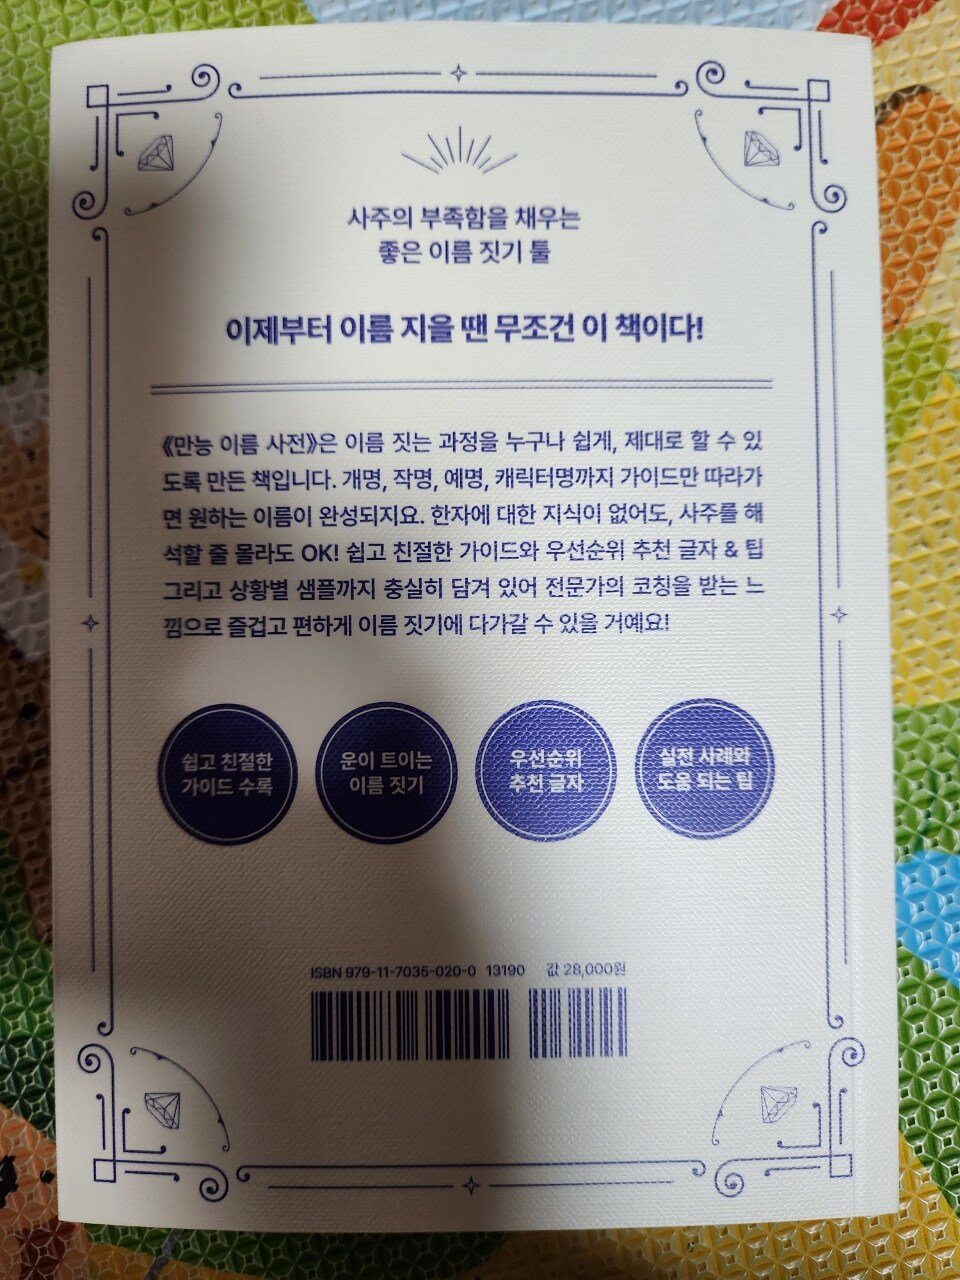 사주의 부족함을 채우는
좋은 이름 짓기 툴
이제부터 이름 지을 땐 무조건 이 책이다!
《만능 이름 사전》은 이름 짓는 과정을 누구나 쉽게, 제대로 할 수 있
도록 만든 책입니다. 개명, 작명, 예명, 캐릭터명까지 가이드만 따라가
면 원하는 이름이 완성되지요. 한자에 대한 지식이 없어도, 사주를 해
석할 줄 몰라도 OK! 쉽고 친절한 가이드와 우선순위 추천 글자 & 팁
그리고 상황별 샘플까지 충실히 담겨 있어 전문가의 코칭을 받는 느
낌으로 즐겁고 편하게 이름 짓기에 다가갈 수 있을 거예요!
쉽고 친절한
가이드 수록
운이 트이는
이름 짓기
우선순위
추천 글자
실전 사례와
도움 되는 팁
ISBN 979-11-7035-020-0 13190 값 28,000원